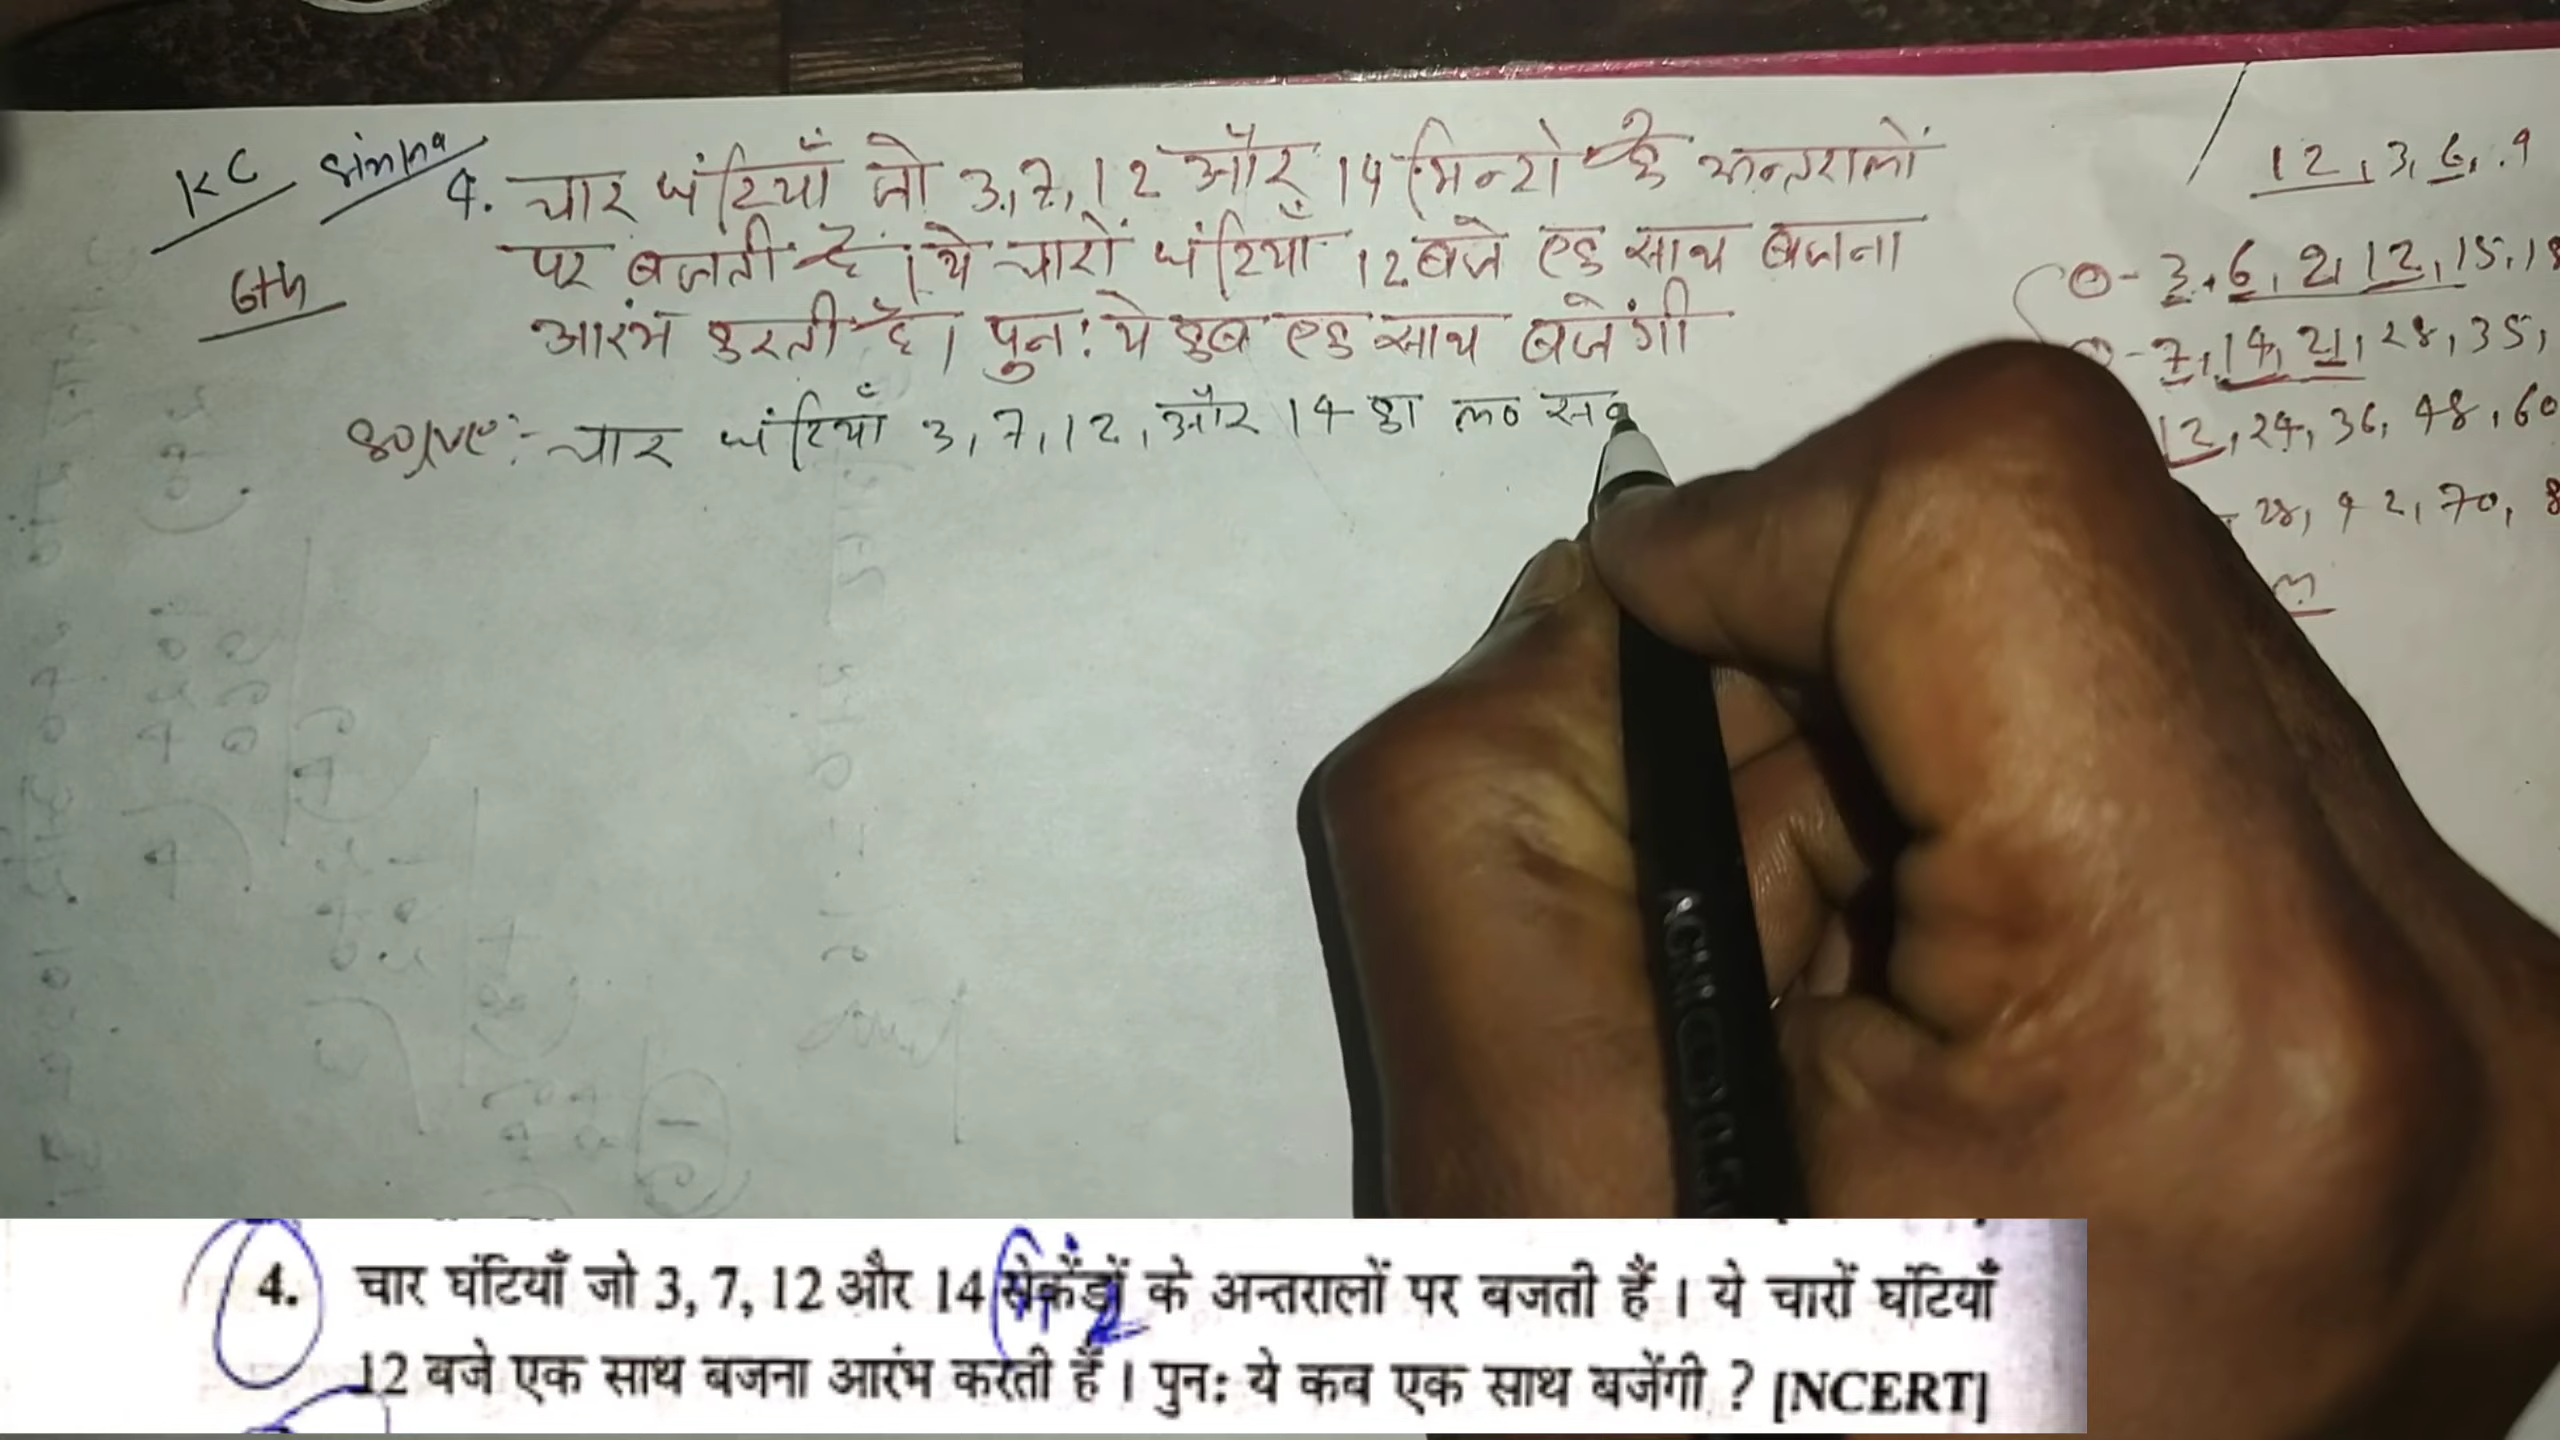 KC Sinha
6th
4. चार घंटियाँ जो 3, 7, 12 और 14 मिन्टो के अन्तरालों
पर बजती है। ये चारों घंटियाँ 12 बजे एक साथ बजना
आरंभ करती है। पुन: ये कब एक साथ बजेंगी
Solve:- चार घंटियाँ 3, 7, 12, और 14 का ल० स०
12, 3, 6, 9
3, 6, 9, 12, 15, 18
7, 14, 21, 28, 35,
12, 24, 36, 48, 60
28, 42, 70, 8
4. चार घंटियाँ जो 3, 7, 12 और 14 सेकेंडों के अन्तरालों पर बजती हैं । ये चारों घंटियाँ
12 बजे एक साथ बजना आरंभ करती हैं । पुन: ये कब एक साथ बजेंगी ? [NCERT]